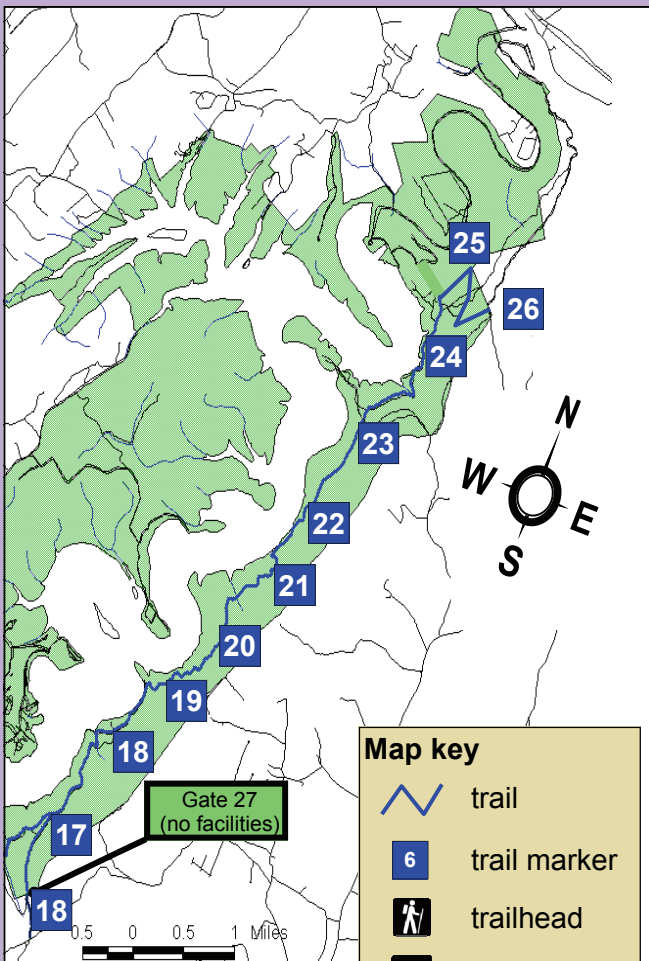 25
26
24
N
23
W
E
22
S
21
20
19
18
Map key
trail
Gate 27
(no facilities)
17
6
trail marker
18
trailhead
0.5 0 0.5 1 Miles